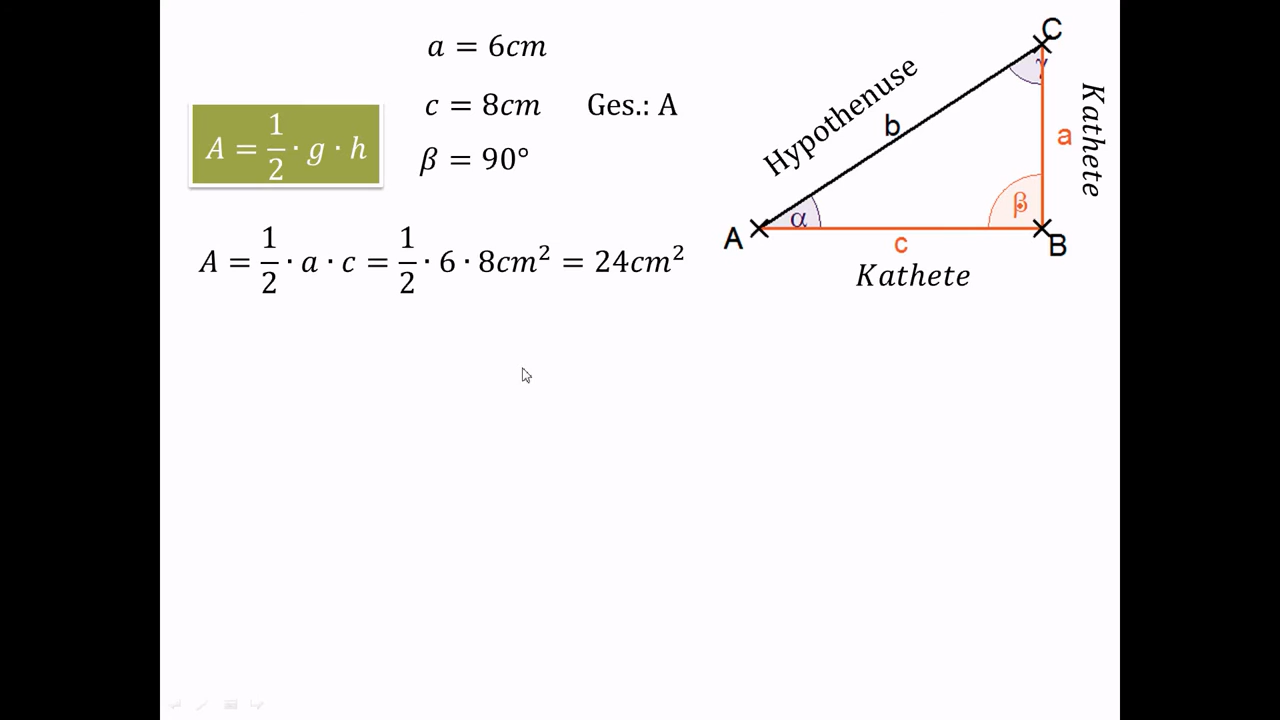 a = 6cm
c = 8cm Ges.: A
β = 90°
A = 1/2 · g · h
A = 1/2 · a · c = 1/2 · 6 · 8cm² = 24cm²
C
γ
Hypothenuse
b
a
Kathete
A
α
β
B
c
Kathete